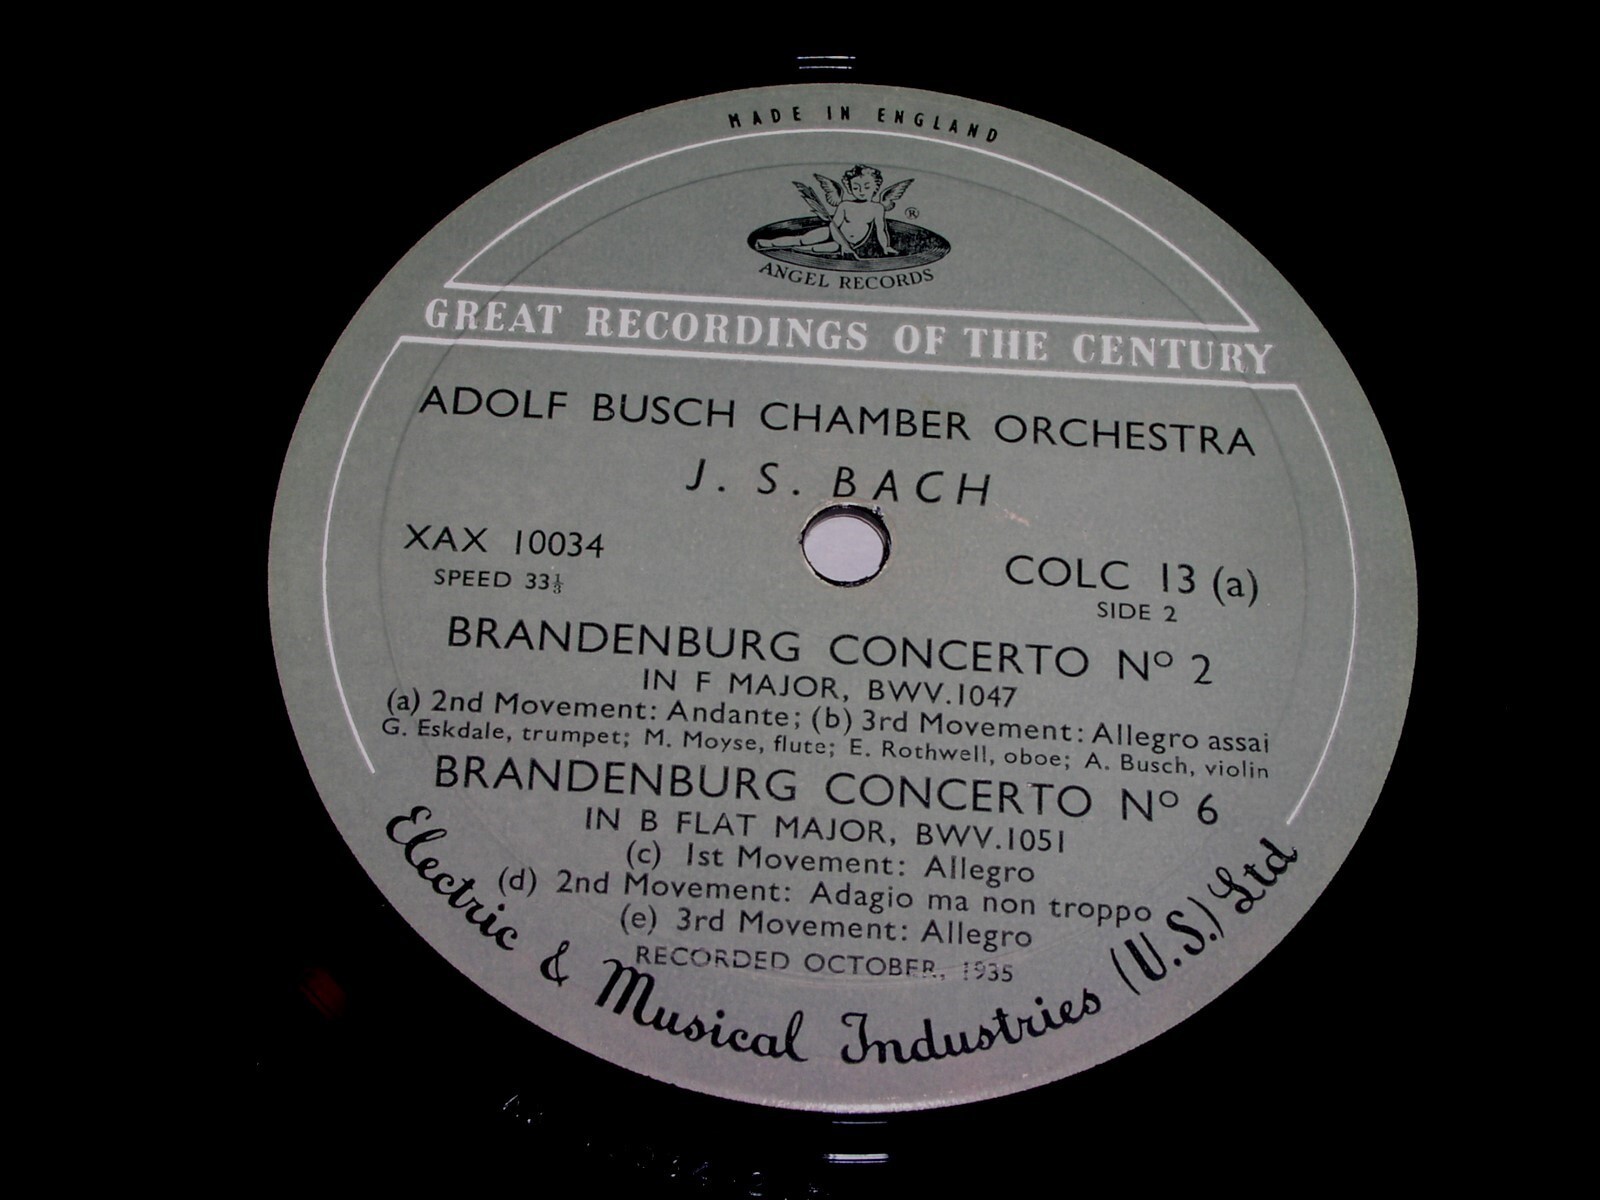 MADE IN ENGLAND
®
ANGEL RECORDS
GREAT RECORDINGS OF THE CENTURY
ADOLF BUSCH CHAMBER ORCHESTRA
J. S. BACH
XAX 10034
SPEED 33⅓
COLC 13 (a)
SIDE 2
BRANDENBURG CONCERTO Nº 2
IN F MAJOR, BWV.1047
(a) 2nd Movement: Andante; (b) 3rd Movement: Allegro assai
G. Eskdale, trumpet; M. Moyse, flute; E. Rothwell, oboe; A. Busch, violin
BRANDENBURG CONCERTO Nº 6
IN B FLAT MAJOR, BWV.1051
(c) 1st Movement: Allegro
(d) 2nd Movement: Adagio ma non troppo
(e) 3rd Movement: Allegro
RECORDED OCTOBER, 1935
Electric & Musical Industries (U.S.) Ltd